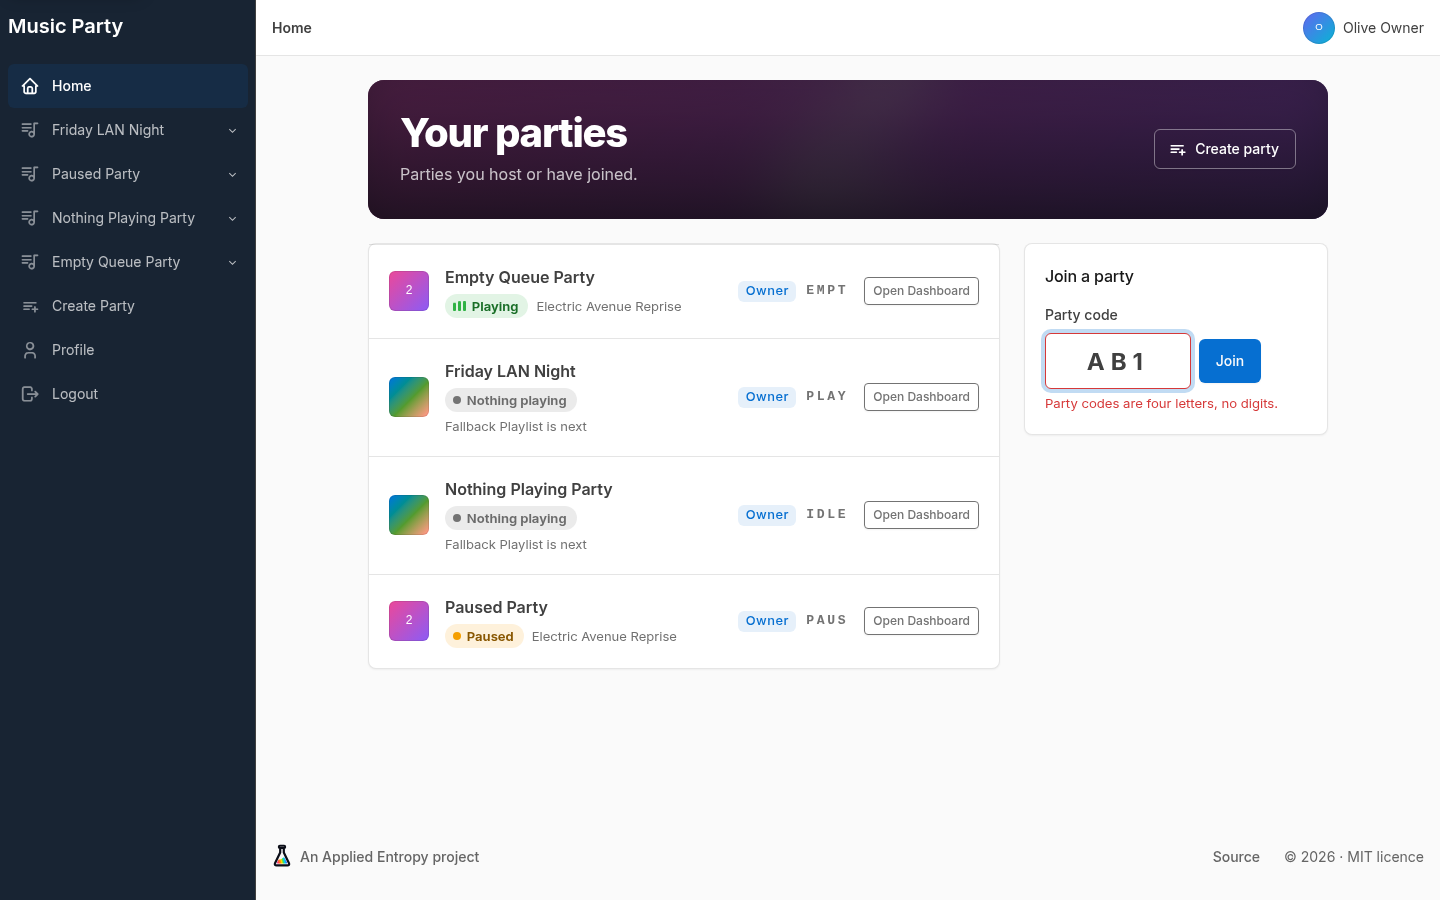 Music Party
Home
Friday LAN Night
Paused Party
Nothing Playing Party
Empty Queue Party
Create Party
Profile
Logout
Home
O
Olive Owner
Your parties
Parties you host or have joined.
Create party
2
Empty Queue Party
Playing
Electric Avenue Reprise
Owner
EMPT
Open Dashboard
Friday LAN Night
Nothing playing
Fallback Playlist is next
Owner
PLAY
Open Dashboard
Nothing Playing Party
Nothing playing
Fallback Playlist is next
Owner
IDLE
Open Dashboard
2
Paused Party
Paused
Electric Avenue Reprise
Owner
PAUS
Open Dashboard
Join a party
Party code
AB1
Join
Party codes are four letters, no digits.
An Applied Entropy project
Source
© 2026 · MIT licence